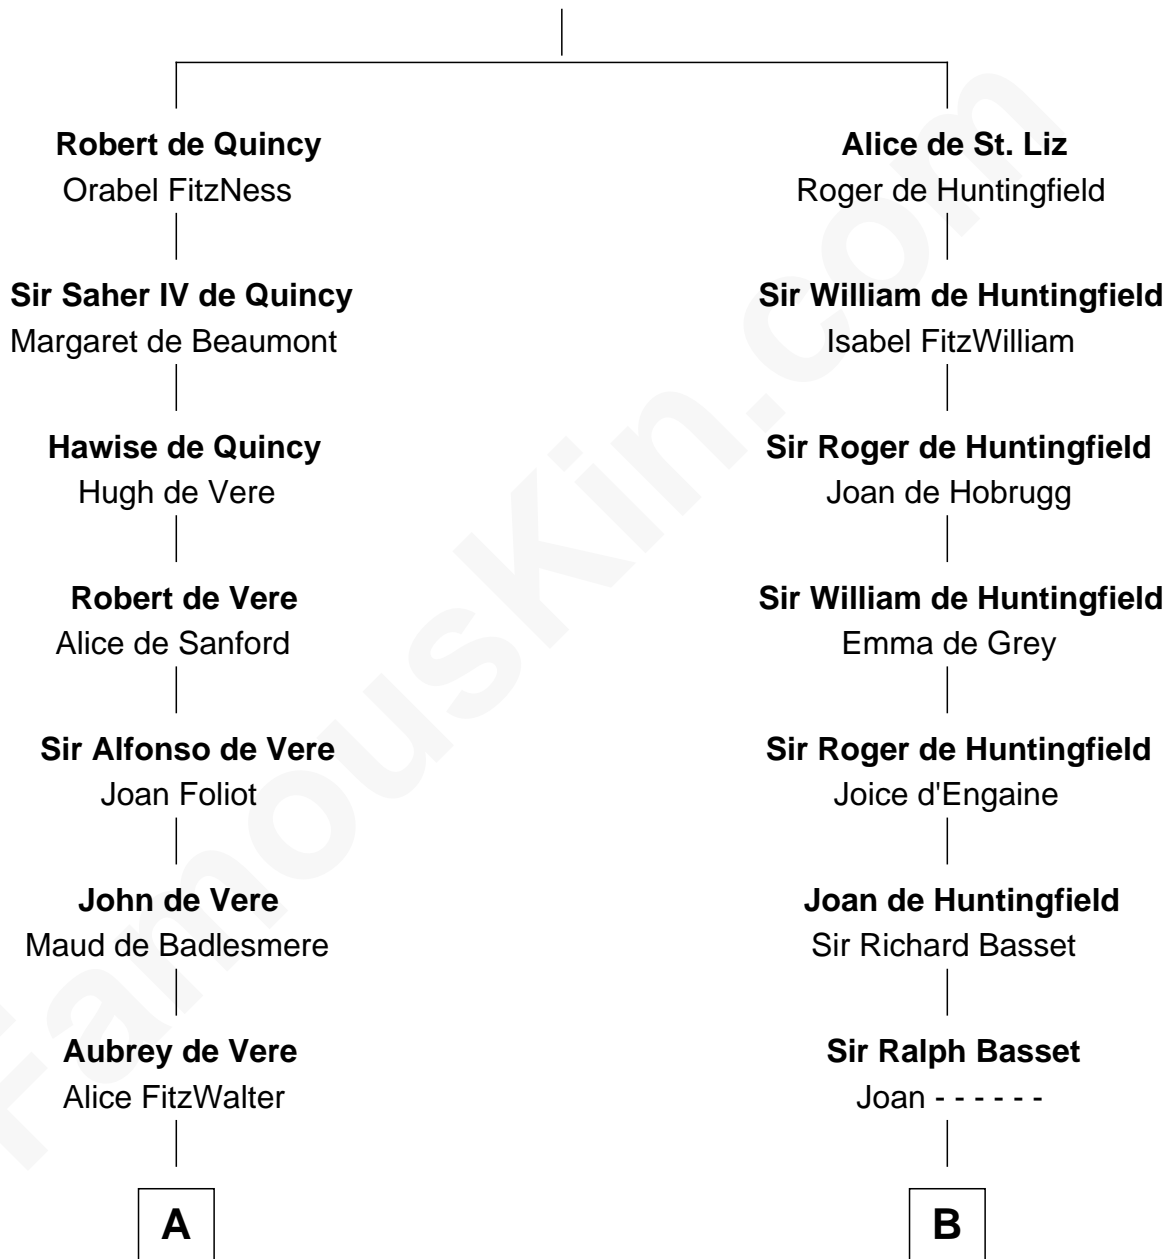 Robert de Quincy
Orabel FitzNess
Sir Saher IV de Quincy
Margaret de Beaumont
Hawise de Quincy
Hugh de Vere
Robert de Vere
Alice de Sanford
Sir Alfonso de Vere
Joan Foliot
John de Vere
Maud de Badlesmere
Aubrey de Vere
Alice FitzWalter
A
Alice de St. Liz
Roger de Huntingfield
Sir William de Huntingfield
Isabel FitzWilliam
Sir Roger de Huntingfield
Joan de Hobrugg
Sir William de Huntingfield
Emma de Grey
Sir Roger de Huntingfield
Joice d'Engaine
Joan de Huntingfield
Sir Richard Basset
Sir Ralph Basset
Joan - - - - - -
B
FamousKin.com